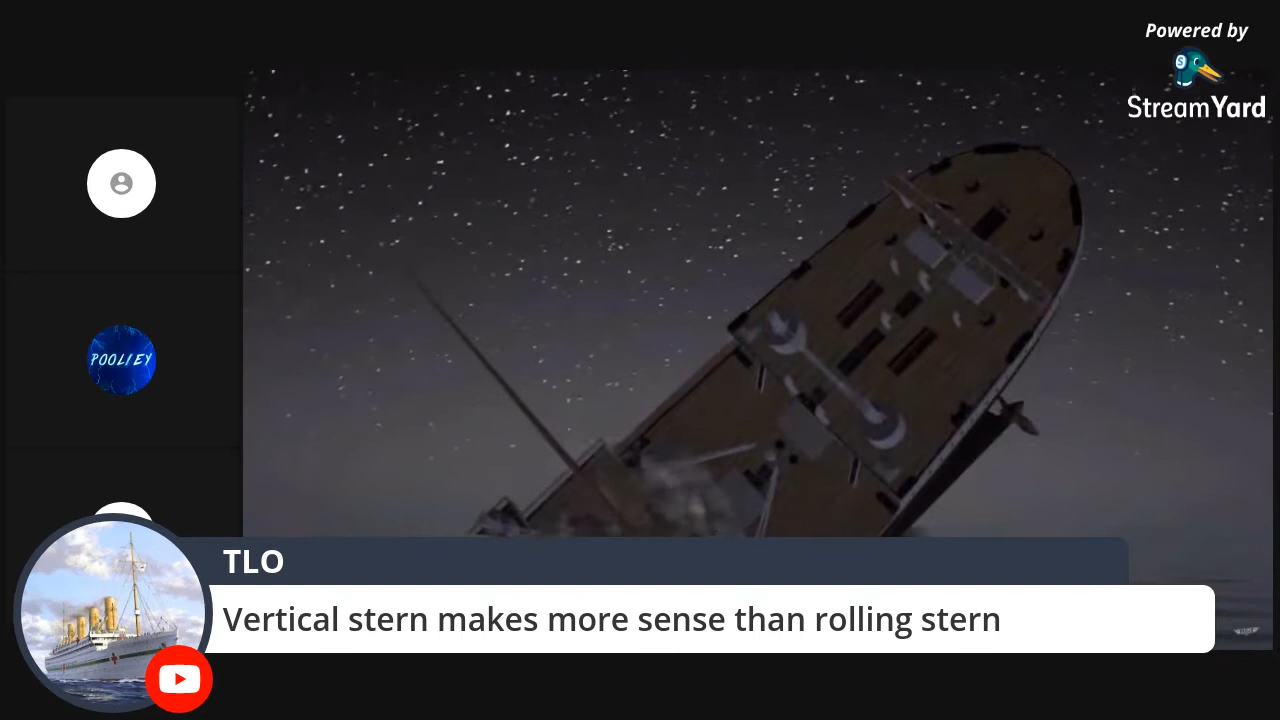 Powered by
StreamYard
POOLIEY
TLO
Vertical stern makes more sense than rolling stern